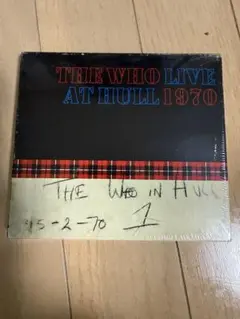 THE WHO LIVE
AT HULL 1970
THE WHO IN HULL
15-2-70 1